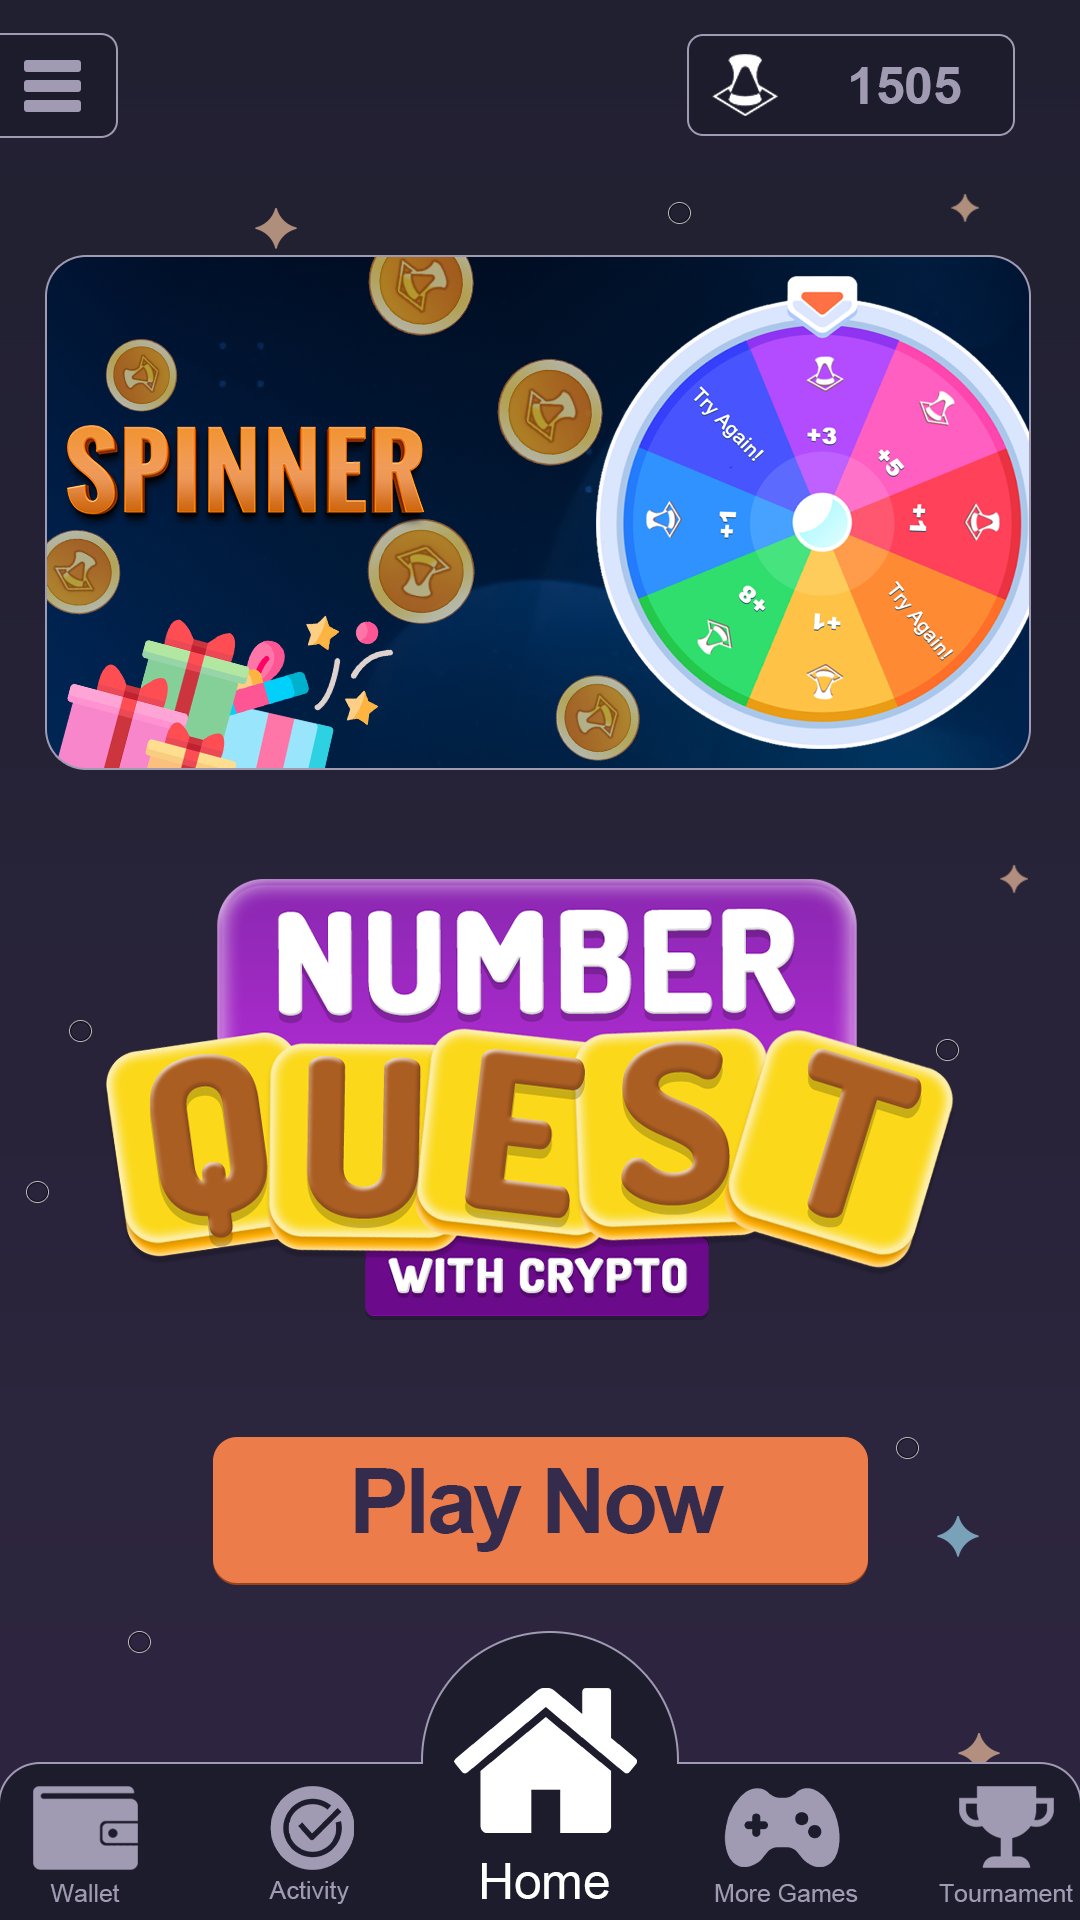 1505
SPINNER
Try Again!
+3
+5
+1
+1
Try Again!
+8
+1
NUMBER
QUEST
WITH CRYPTO
Play Now
Wallet
Activity
Home
More Games
Tournament